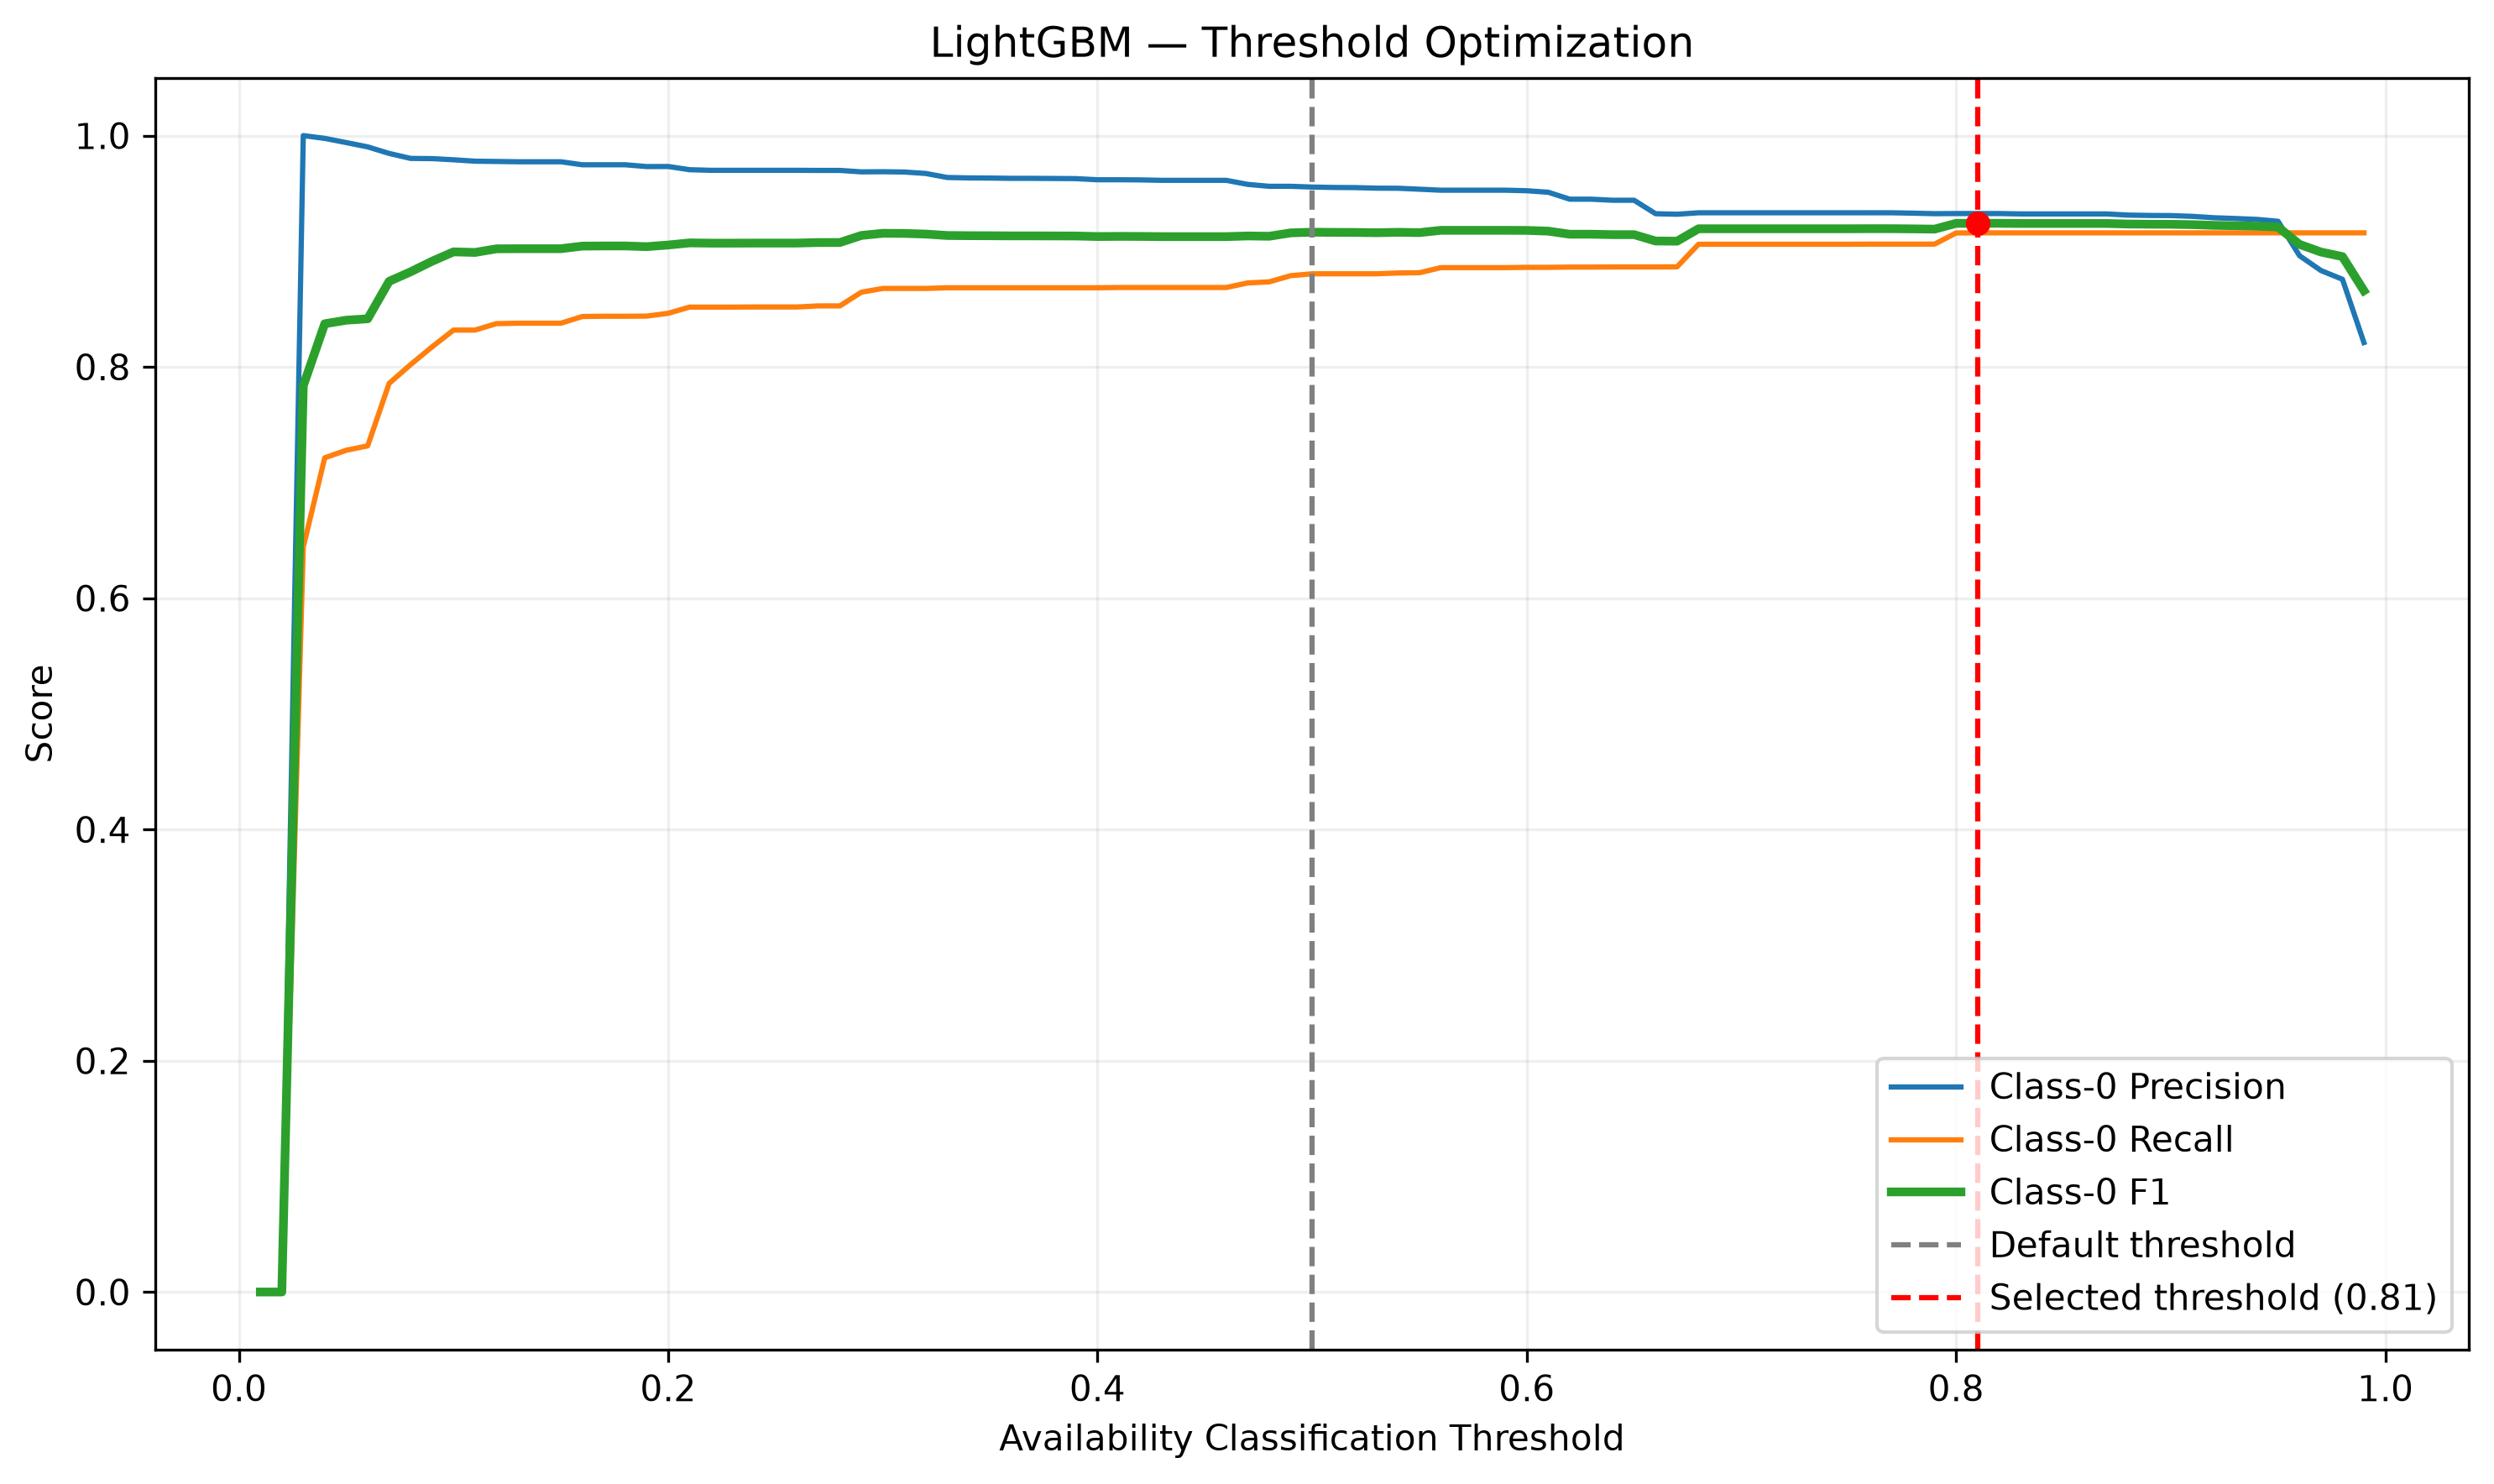 LightGBM — Threshold Optimization
1.0
0.8
0.6
0.4
0.2
0.0
Score
0.0 0.2 0.4 0.6 0.8 1.0
Availability Classification Threshold
Class-0 Precision
Class-0 Recall
Class-0 F1
Default threshold
Selected threshold (0.81)